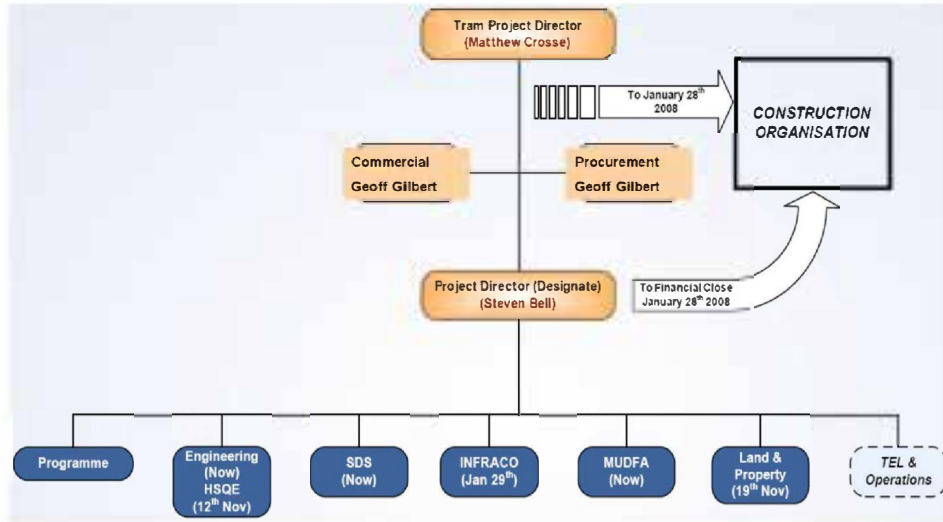 Tram Project Director
(Matthew Crosse)
To January 28th
2008
CONSTRUCTION
ORGANISATION
Commercial
Geoff Gilbert
Procurement
Geoff Gilbert
Project Director (Designate)
(Steven Bell)
To Financial Close
January 28th 2008
Programme
Engineering
(Now)
HSQE
(12th Nov)
SDS
(Now)
INFRACO
(Jan 29th)
MUDFA
(Now)
Land &
Property
(19th Nov)
TEL &
Operations